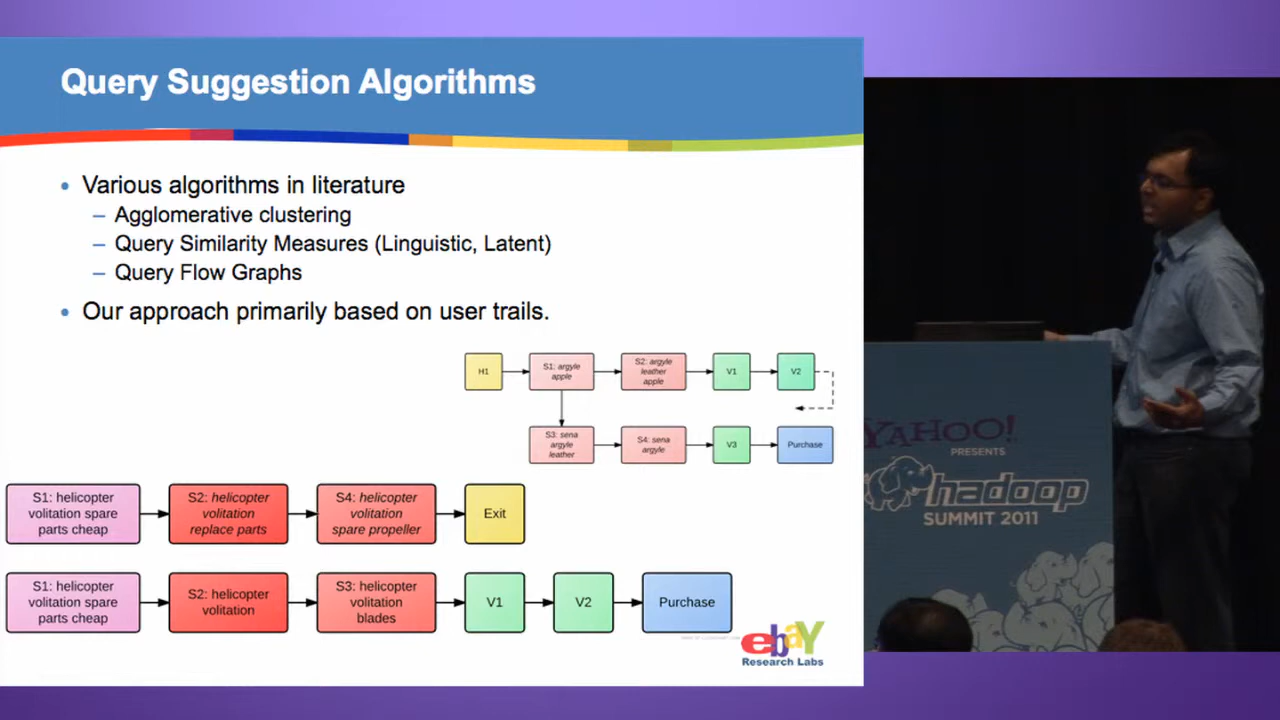 Query Suggestion Algorithms
• Various algorithms in literature
– Agglomerative clustering
– Query Similarity Measures (Linguistic, Latent)
– Query Flow Graphs
• Our approach primarily based on user trails.
H1
S1: argyle
apple
S2: argyle
leather
apple
V1
V2
S3: sena
argyle
leather
S4: sena
argyle
V3
Purchase
S1: helicopter
volitation spare
parts cheap
S2: helicopter
volitation
replace parts
S4: helicopter
volitation
spare propeller
Exit
S1: helicopter
volitation spare
parts cheap
S2: helicopter
volitation
S3: helicopter
volitation
blades
V1
V2
Purchase
ebaY
Research Labs
YAHOO!
PRESENTS
hadoop
SUMMIT 2011